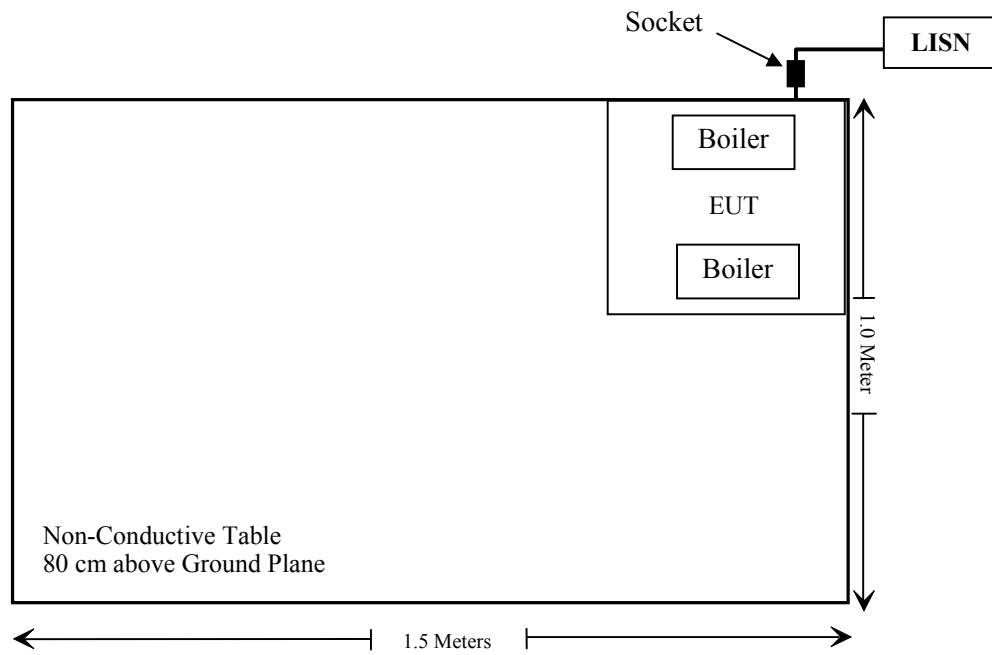 Socket
LISN
Boiler
EUT
Boiler
1.0 Meter
Non-Conductive Table
80 cm above Ground Plane
1.5 Meters